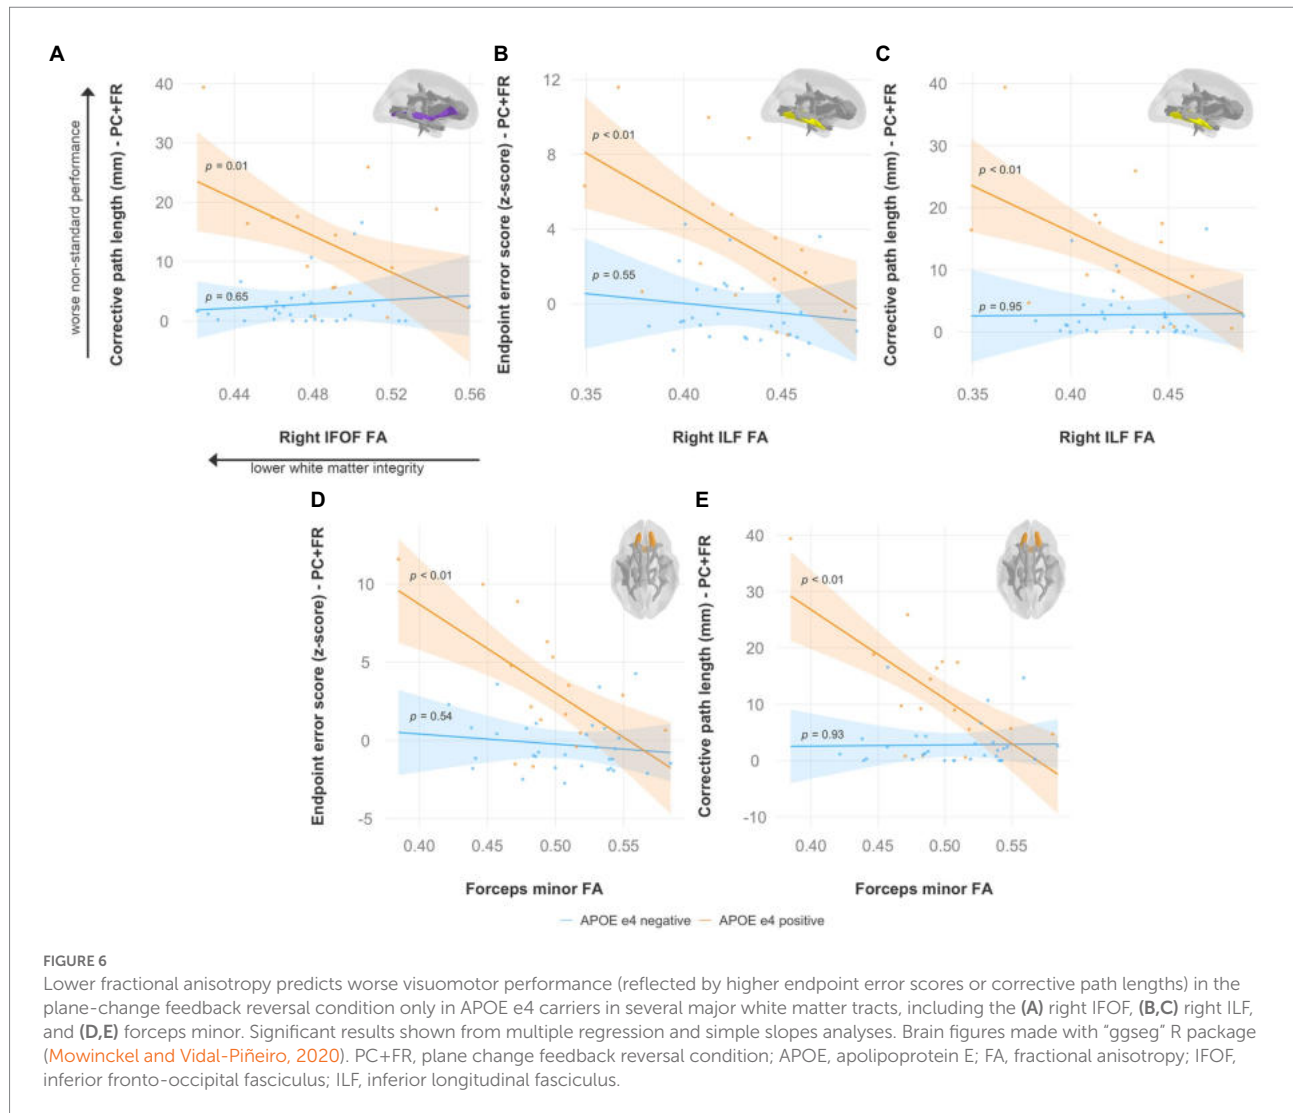 A
B
C
worse non-standard performance
Corrective path length (mm) - PC+FR
40
30
20
10
0
p = 0.01
p = 0.65
0.44
0.48
0.52
0.56
Right IFOF FA
lower white matter integrity
Endpoint error score (z-score) - PC+FR
12
8
4
0
p < 0.01
p = 0.55
0.35
0.40
0.45
Right ILF FA
Corrective path length (mm) - PC+FR
40
30
20
10
0
p < 0.01
p = 0.95
0.35
0.40
0.45
Right ILF FA
D
E
Endpoint error score (z-score) - PC+FR
10
5
0
-5
p < 0.01
p = 0.54
0.40
0.45
0.50
0.55
Forceps minor FA
Corrective path length (mm) - PC+FR
40
30
20
10
0
-10
p < 0.01
p = 0.93
0.40
0.45
0.50
0.55
Forceps minor FA
APOE e4 negative
APOE e4 positive
FIGURE 6
Lower fractional anisotropy predicts worse visuomotor performance (reflected by higher endpoint error scores or corrective path lengths) in the
plane-change feedback reversal condition only in APOE e4 carriers in several major white matter tracts, including the (A) right IFOF, (B,C) right ILF,
and (D,E) forceps minor. Significant results shown from multiple regression and simple slopes analyses. Brain figures made with "ggseg" R package
(Mowinckel and Vidal-Piñeiro, 2020). PC+FR, plane change feedback reversal condition; APOE, apolipoprotein E; FA, fractional anisotropy; IFOF,
inferior fronto-occipital fasciculus; ILF, inferior longitudinal fasciculus.